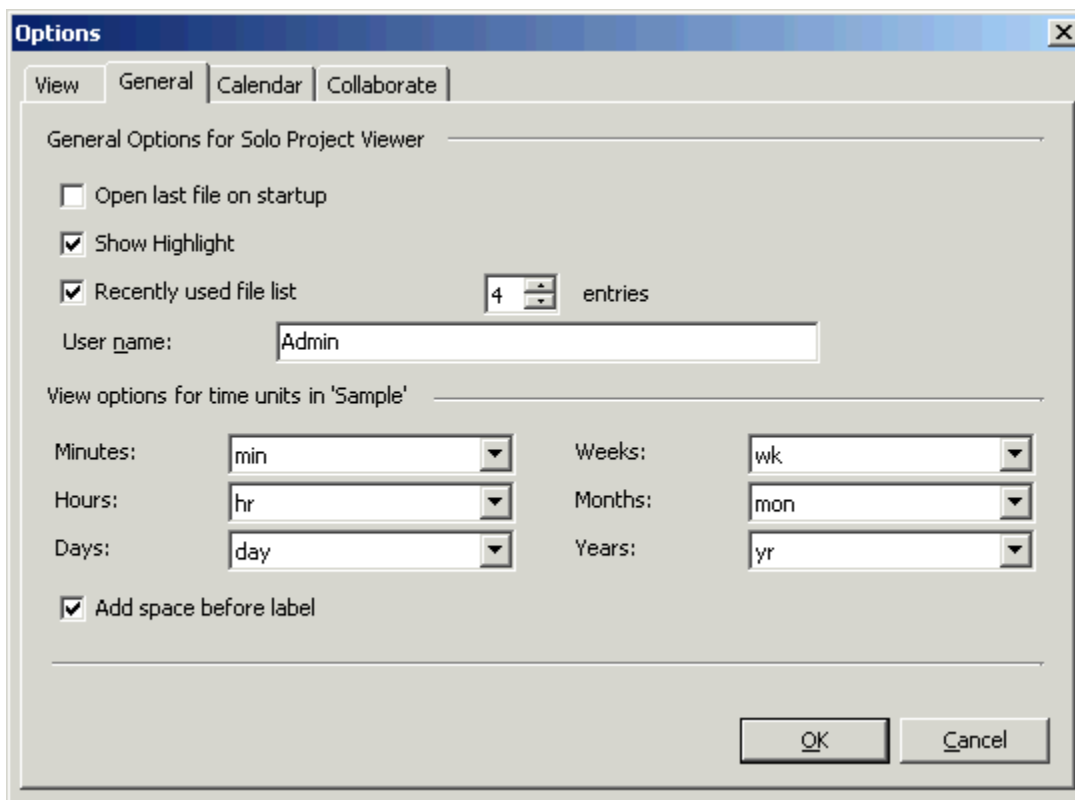 Options
View General Calendar Collaborate
General Options for Solo Project Viewer
Open last file on startup
Show Highlight
Recently used file list 4 entries
User name: Admin
View options for time units in 'Sample'
Minutes: min Weeks: wk
Hours: hr Months: mon
Days: day Years: yr
Add space before label
OK Cancel